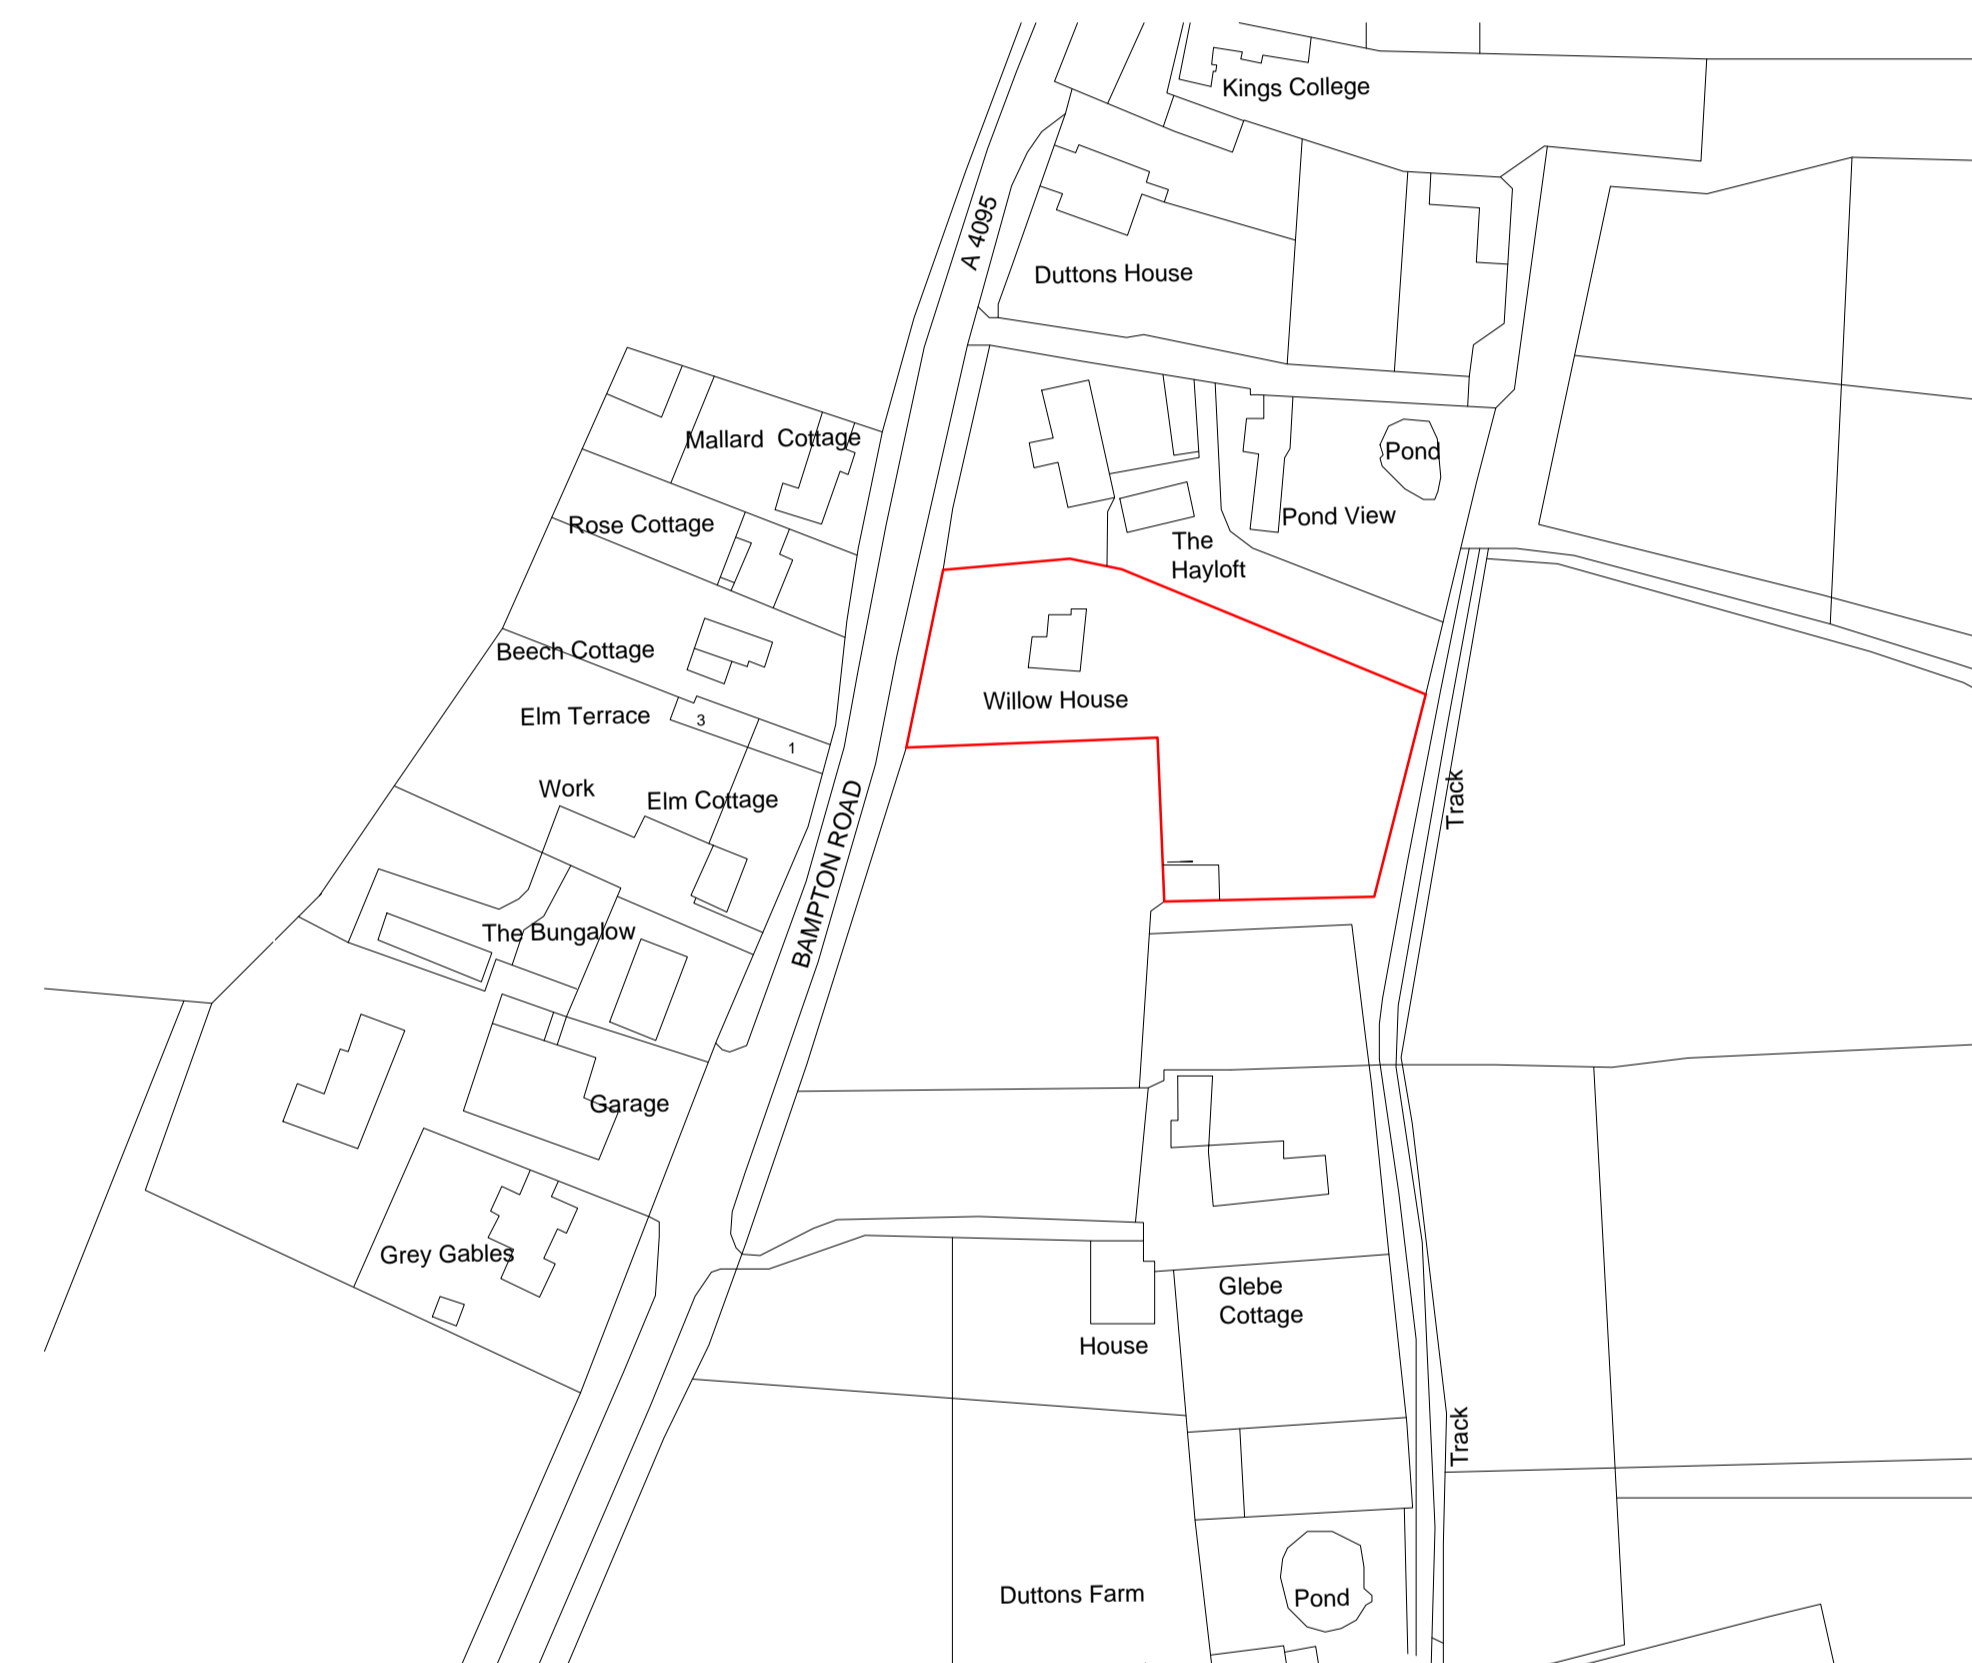 Kings College
A 4095
Duttons House
Mallard Cottage
Pond
Rose Cottage
Pond View
The
Hayloft
Beech Cottage
Willow House
Elm Terrace
3
1
Work
Elm Cottage
Track
BAMPTON ROAD
The Bungalow
Garage
Grey Gables
Glebe
Cottage
House
Track
Duttons Farm
Pond